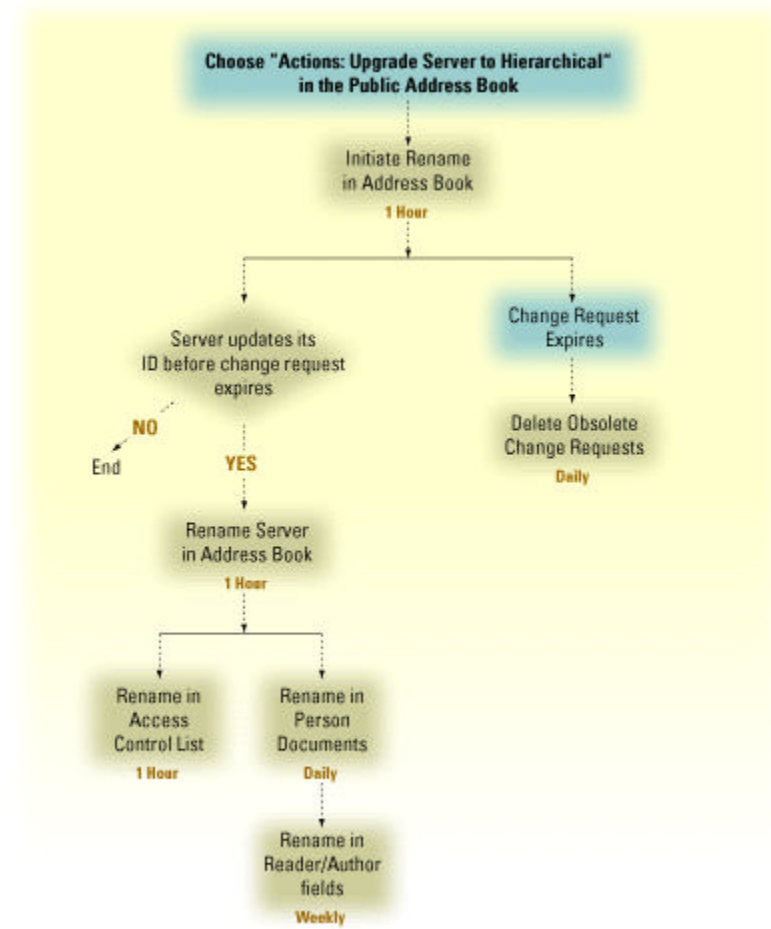 Choose "Actions: Upgrade Server to Hierarchical"
in the Public Address Book
Initiate Rename
in Address Book
1 Hour
Server updates its
ID before change request
expires
Change Request
Expires
NO
End
YES
Delete Obsolete
Change Requests
Daily
Rename Server
in Address Book
1 Hour
Rename in
Access
Control List
1 Hour
Rename in
Person
Documents
Daily
Rename in
Reader/Author
fields
Weekly